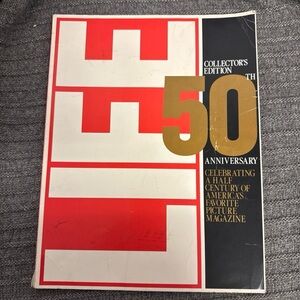 LIFE
COLLECTOR'S
EDITION
50TH
ANNIVERSARY
CELEBRATING
A HALF
CENTURY OF
AMERICA'S
FAVORITE
PICTURE
MAGAZINE